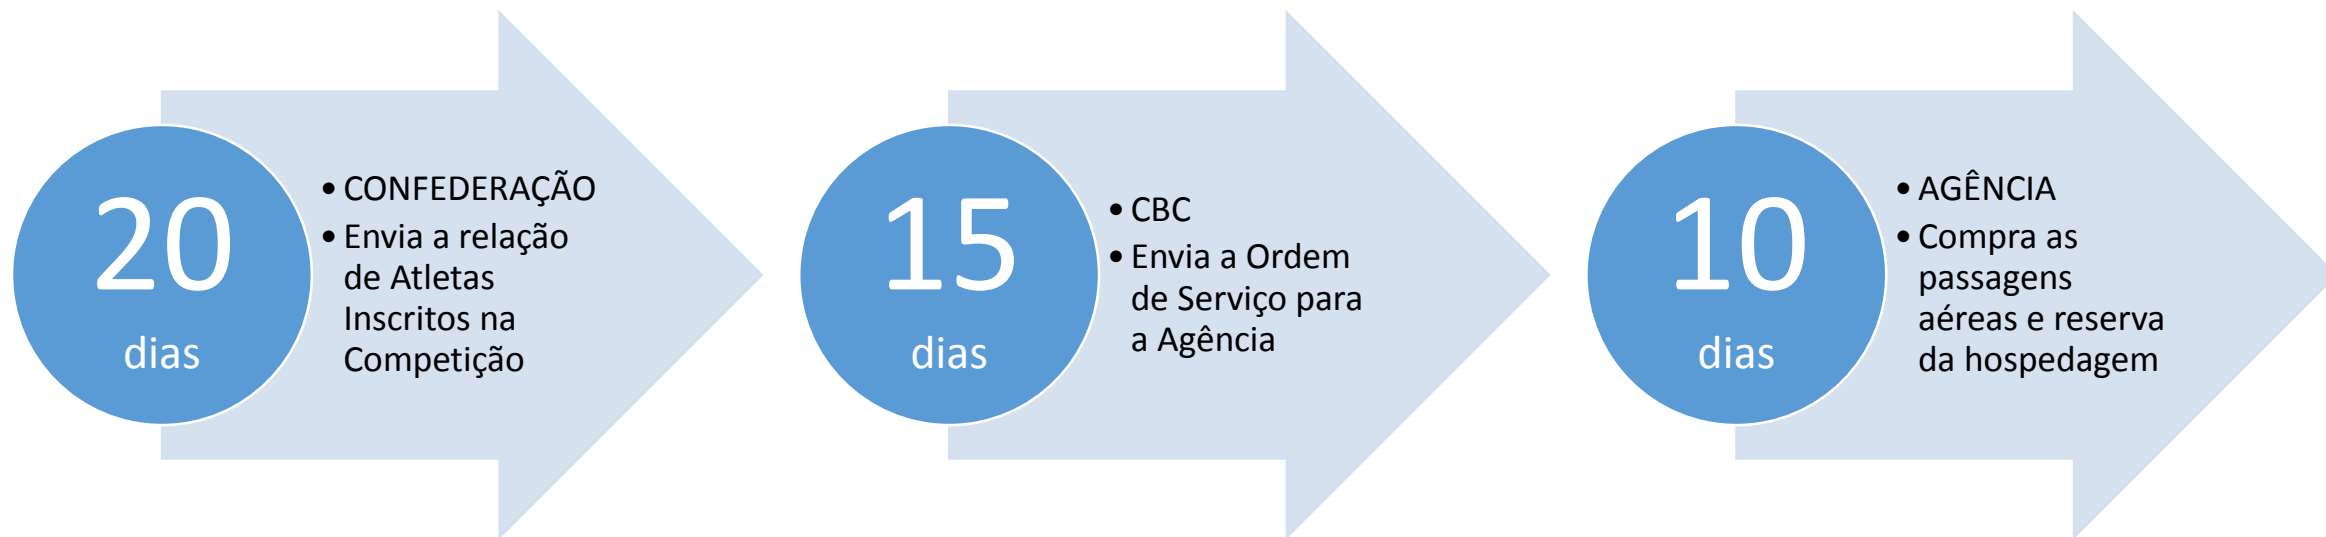 20
dias
• CONFEDERAÇÃO
• Envia a relação
de Atletas
Inscritos na
Competição
15
dias
• CBC
• Envia a Ordem
de Serviço para
a Agência
10
dias
• AGÊNCIA
• Compra as
passagens
aéreas e reserva
da hospedagem